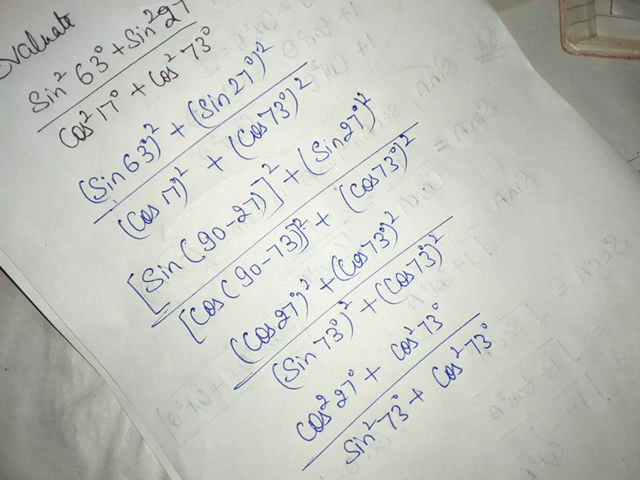 Evaluate
Sin² 63° + Sin² 27
Cos² 17° + Cos² 73°
(Sin 63°)² + (Sin 27°)²
(Cos 17)² + (Cos 73°)²
[Sin (90-27)]² + (Sin 27°)²
[Cos (90-73)]² + (Cos 73°)²
(Cos 27°)² + (Cos 73°)²
(Sin 73°)² + (Cos 73°)²
Cos² 27° + Cos² 73°
Sin² 73° + Cos² 73°